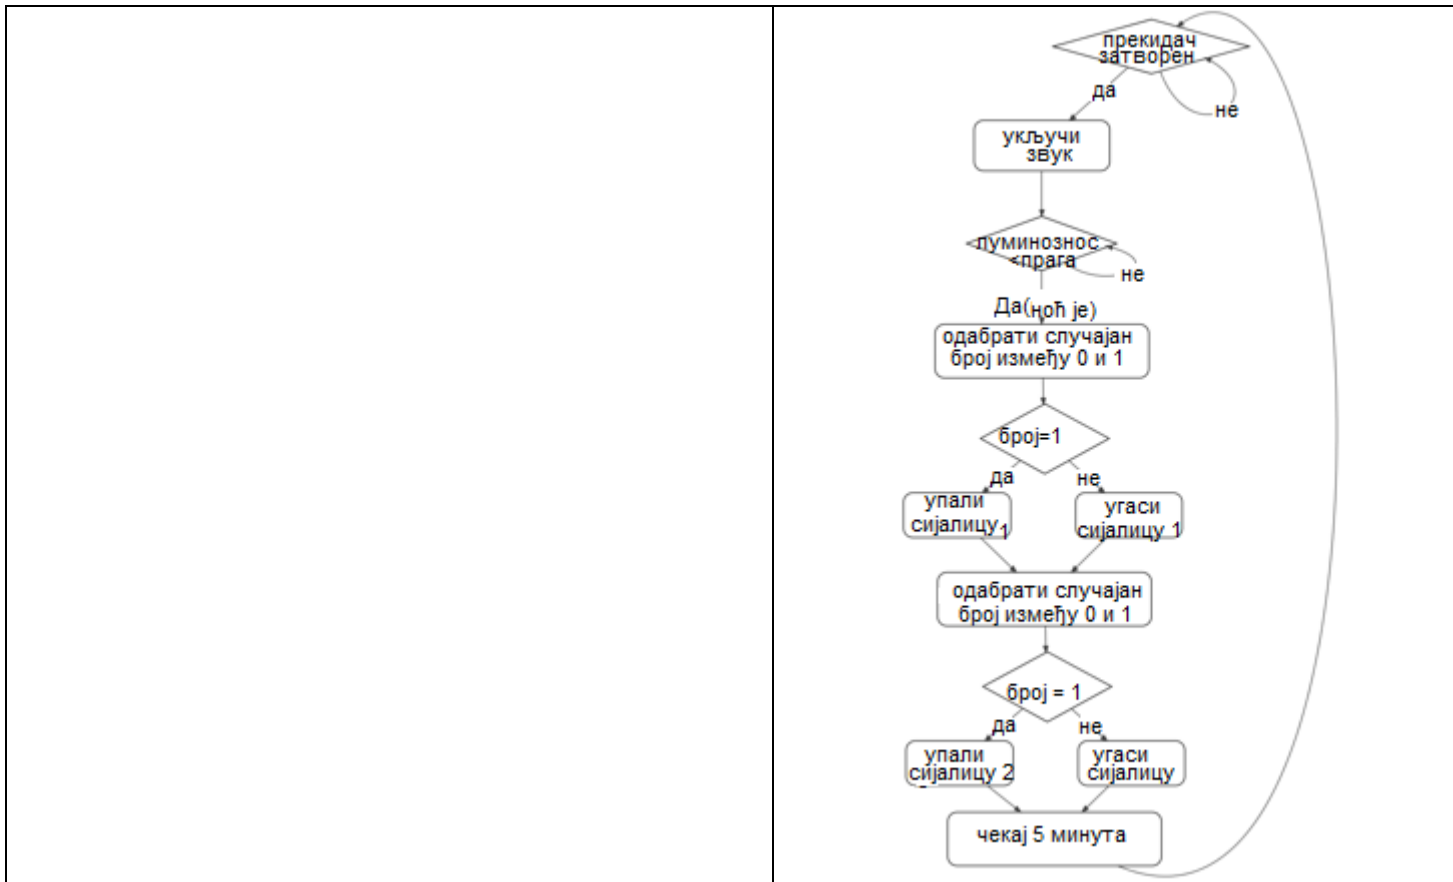 прекидач
затворен
да
не
укључи
звук
луминознос
<прага
не
Да(ноћ је)
одабрати случајан
број између 0 и 1
број=1
да
не
упали
сијалицу 1
угаси
сијалицу 1
одабрати случајан
број између 0 и 1
број = 1
да
не
упали
сијалицу 2
угаси
сијалицу
чекај 5 минута